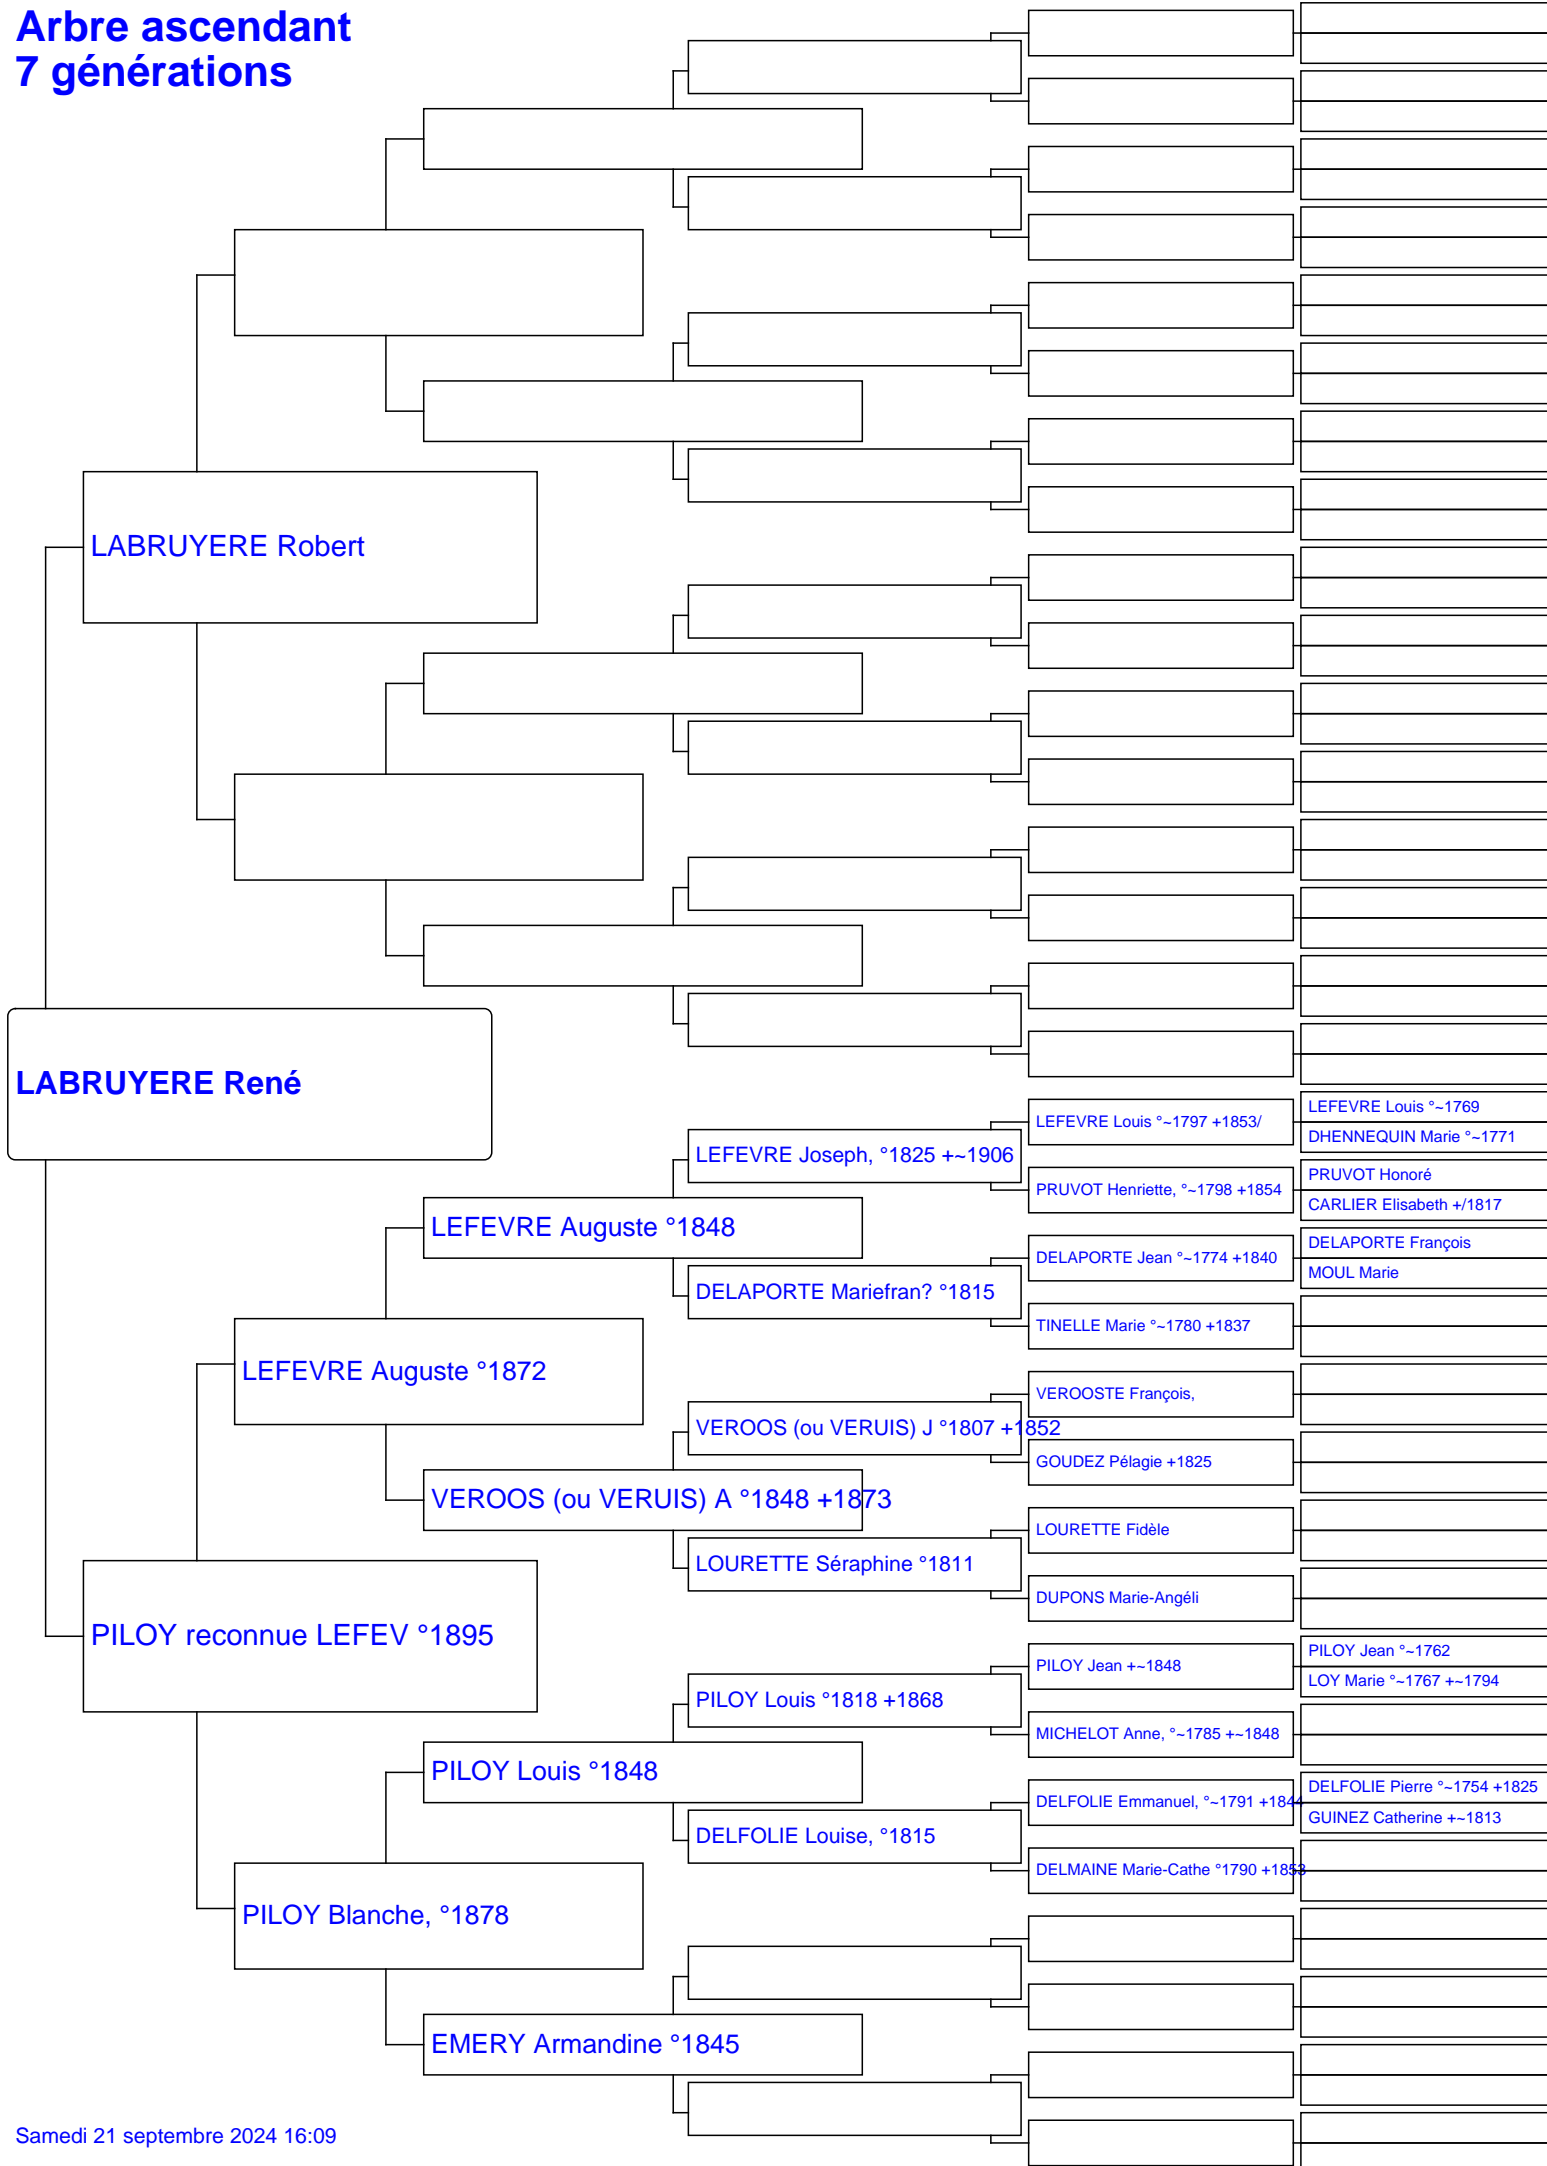 Arbre ascendant
7 générations
LABRUYERE Robert
LABRUYERE René
LEFEVRE Louis °~1797 +1853/
LEFEVRE Louis °~1769
DHENNEQUIN Marie °~1771
LEFEVRE Joseph, °1825 +~1906
PRUVOT Henriette, °~1798 +1854
PRUVOT Honoré
CARLIER Elisabeth +/1817
LEFEVRE Auguste °1848
DELAPORTE Jean °~1774 +1840
DELAPORTE François
MOUL Marie
DELAPORTE Mariefran? °1815
TINELLE Marie °~1780 +1837
LEFEVRE Auguste °1872
VEROOSTE François,
VEROOS (ou VERUIS) J °1807 +1852
GOUDEZ Pélagie +1825
VEROOS (ou VERUIS) A °1848 +1873
LOURETTE Fidèle
LOURETTE Séraphine °1811
DUPONS Marie-Angéli
PILOY reconnue LEFEV °1895
PILOY Jean +~1848
PILOY Jean °~1762
LOY Marie °~1767 +~1794
PILOY Louis °1818 +1868
MICHELOT Anne, °~1785 +~1848
PILOY Louis °1848
DELFOLIE Emmanuel, °~1791 +1844
DELFOLIE Pierre °~1754 +1825
GUINEZ Catherine +~1813
DELFOLIE Louise, °1815
DELMAINE Marie-Cathe °1790 +1853
PILOY Blanche, °1878
EMERY Armandine °1845
Samedi 21 septembre 2024 16:09